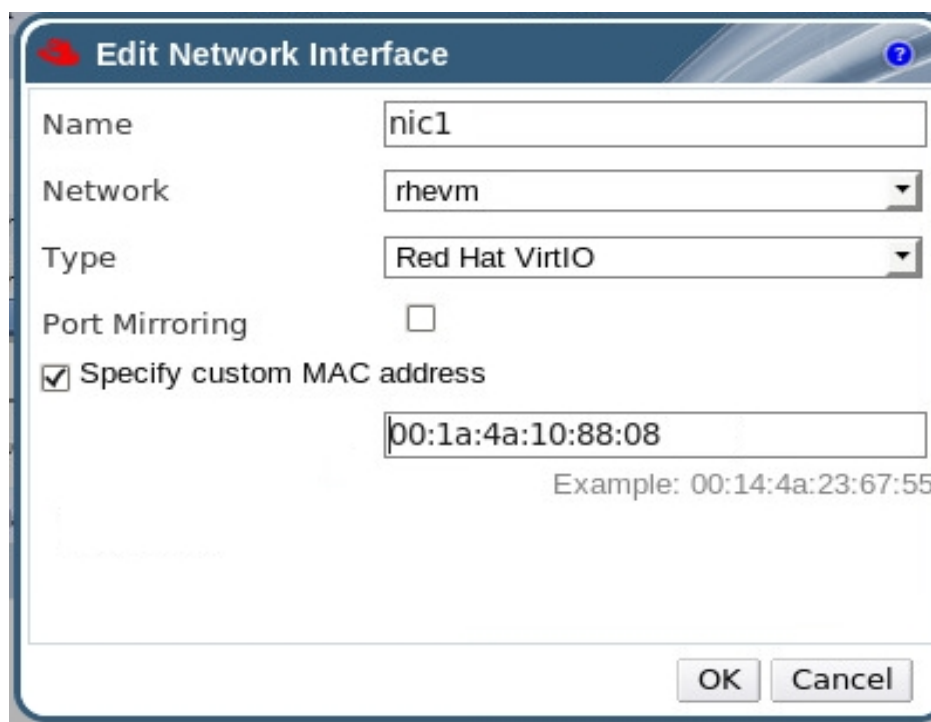 Edit Network Interface ?
Name nic1
Network rhevm
Type Red Hat VirtIO
Port Mirroring
Specify custom MAC address
00:1a:4a:10:88:08
Example: 00:14:4a:23:67:55
OK Cancel